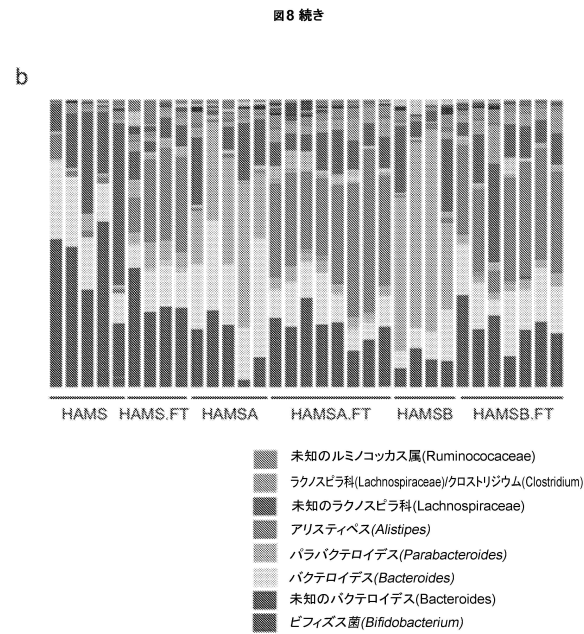 図8 続き
b
HAMS HAMS.FT HAMSA HAMSA.FT HAMSB HAMSB.FT
未知のルミノコッカス属(Ruminococaceae)
ラクノスピラ科(Lachnospiraceae)/クロストリジウム(Clostridium)
未知のラクノスピラ科(Lachnospiraceae)
アリスティペス(Alistipes)
パラバクテロイデス(Parabacteroides)
バクテロイデス(Bacteroides)
未知のバクテロイデス(Bacteroides)
ビフィズス菌(Bifidobacterium)